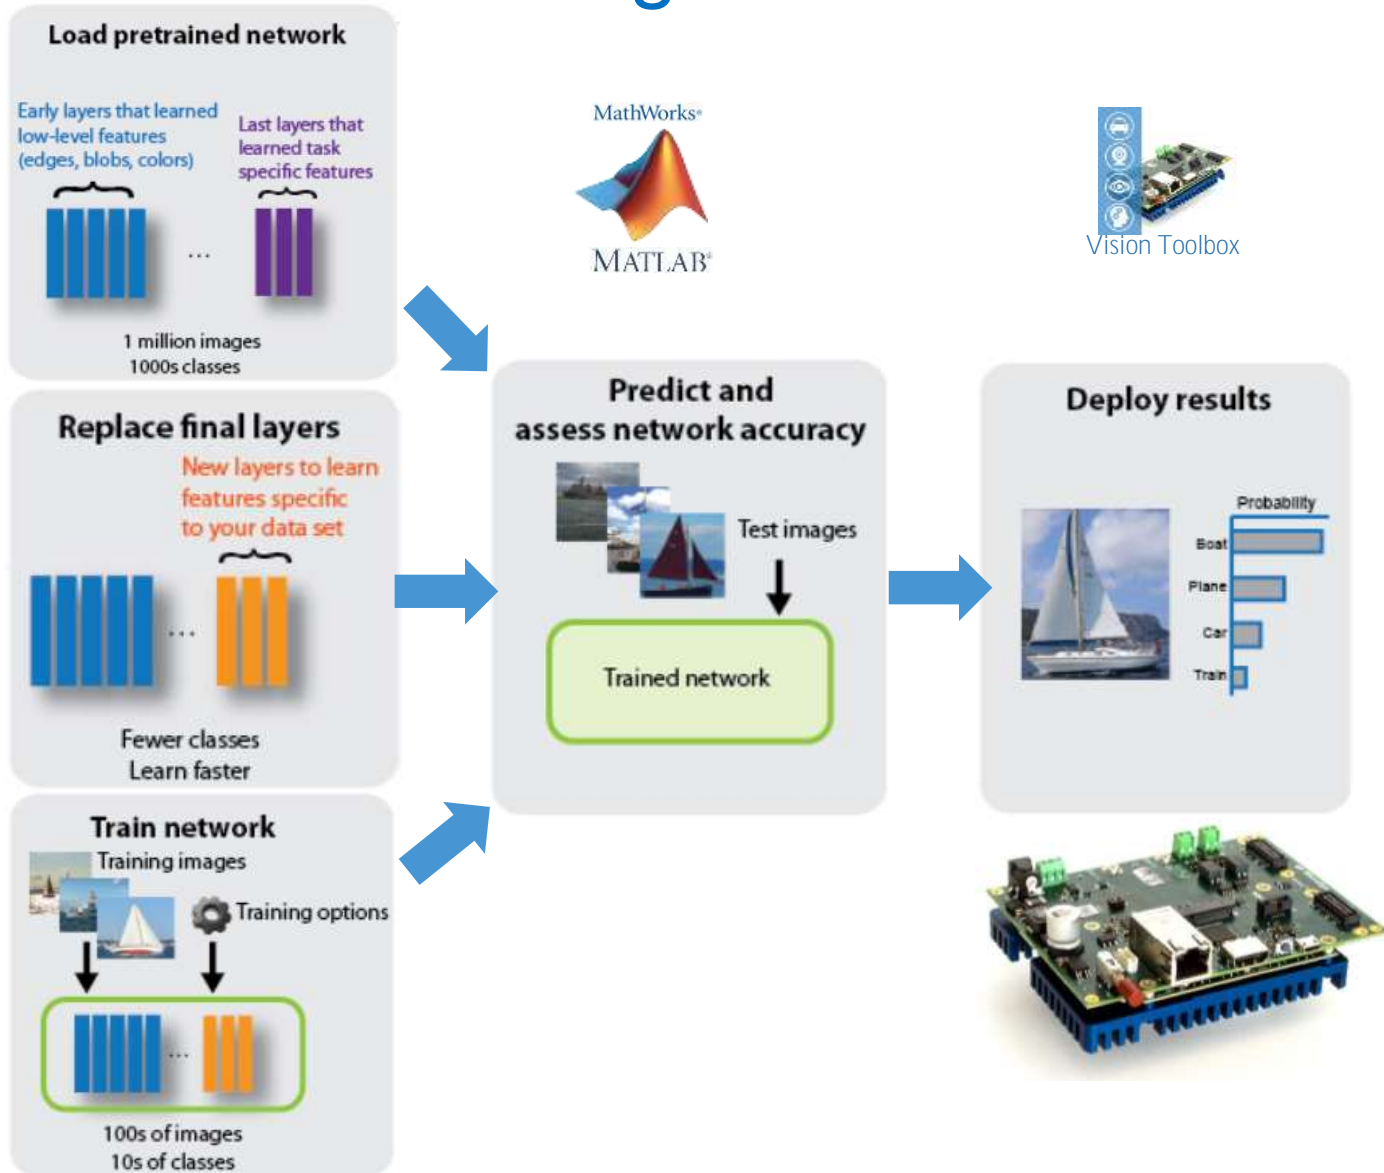 Load pretrained network
Early layers that learned
low-level features
(edges, blobs, colors)
Last layers that
learned task
specific features
...
1 million images
1000s classes
Replace final layers
New layers to learn
features specific
to your data set
...
Fewer classes
Learn faster
Train network
Training images
Training options
...
100s of images
10s of classes
MathWorks®
MATLAB®
Predict and
assess network accuracy
Test images
Trained network
Vision Toolbox
Deploy results
Probability
Boat
Plane
Car
Train